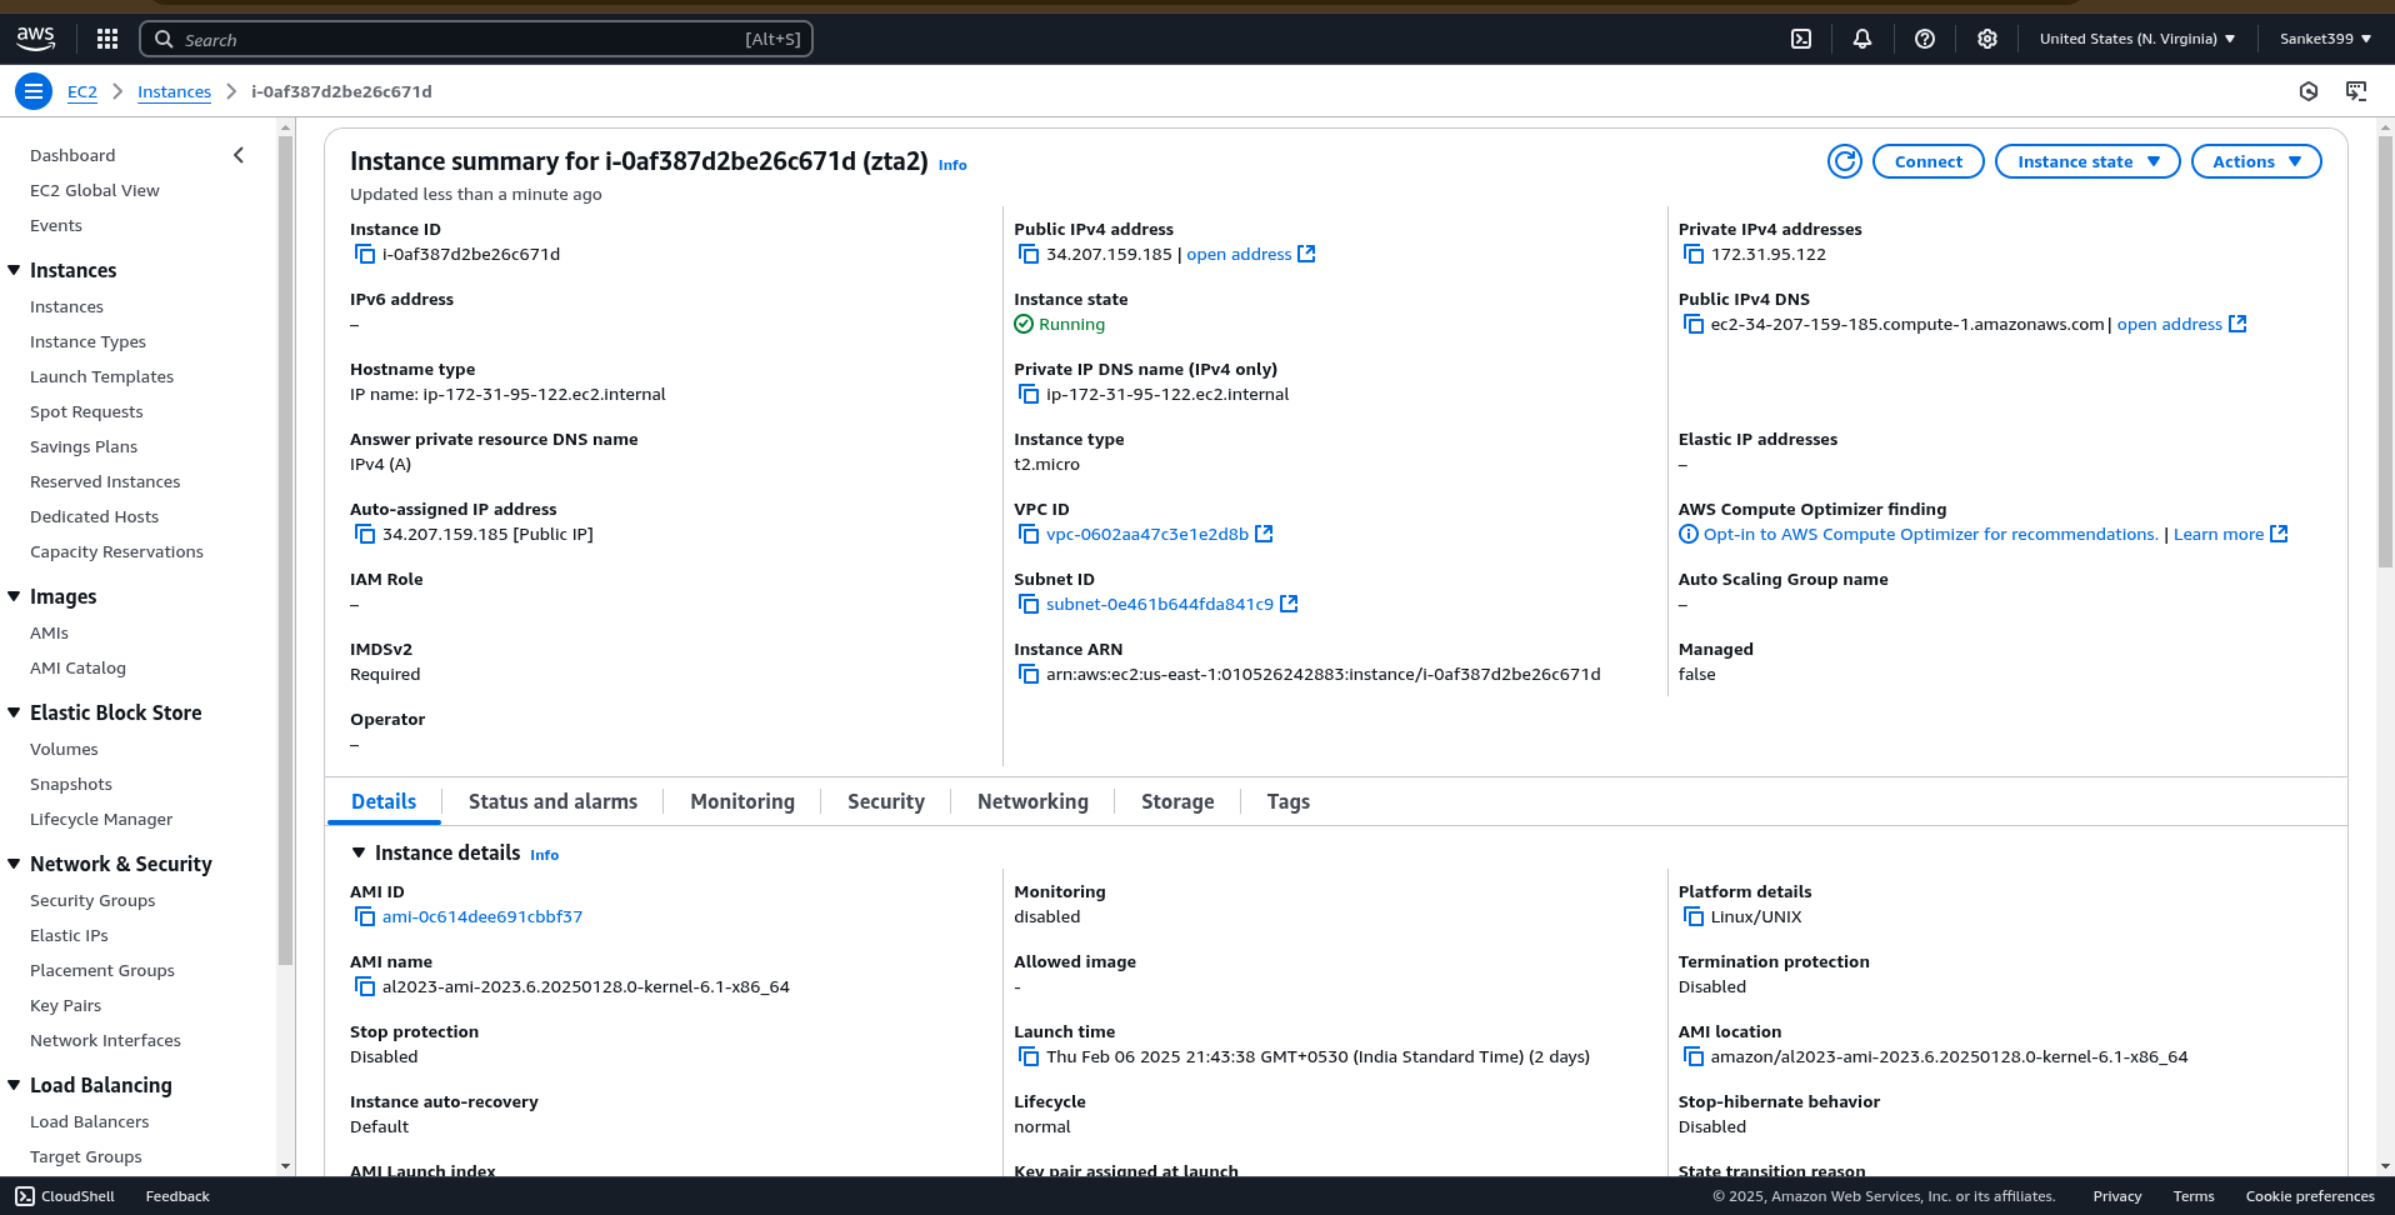 aws
Search [Alt+S]
United States (N. Virginia) Sanket399
EC2 Instances i-0af387d2be26c671d
Dashboard
EC2 Global View
Events
Instances
Instances
Instance Types
Launch Templates
Spot Requests
Savings Plans
Reserved Instances
Dedicated Hosts
Capacity Reservations
Images
AMIs
AMI Catalog
Elastic Block Store
Volumes
Snapshots
Lifecycle Manager
Network & Security
Security Groups
Elastic IPs
Placement Groups
Key Pairs
Network Interfaces
Load Balancing
Load Balancers
Target Groups
Instance summary for i-0af387d2be26c671d (zta2) Info
Connect Instance state Actions
Updated less than a minute ago
Instance ID
i-0af387d2be26c671d
Public IPv4 address
34.207.159.185 | open address
Private IPv4 addresses
172.31.95.122
IPv6 address
–
Instance state
Running
Public IPv4 DNS
ec2-34-207-159-185.compute-1.amazonaws.com | open address
Hostname type
IP name: ip-172-31-95-122.ec2.internal
Private IP DNS name (IPv4 only)
ip-172-31-95-122.ec2.internal
Answer private resource DNS name
IPv4 (A)
Instance type
t2.micro
Elastic IP addresses
–
Auto-assigned IP address
34.207.159.185 [Public IP]
VPC ID
vpc-0602aa47c3e1e2d8b
AWS Compute Optimizer finding
Opt-in to AWS Compute Optimizer for recommendations. | Learn more
IAM Role
–
Subnet ID
subnet-0e461b644fda841c9
Auto Scaling Group name
–
IMDSv2
Required
Instance ARN
arn:aws:ec2:us-east-1:010526242883:instance/i-0af387d2be26c671d
Managed
false
Operator
–
Details Status and alarms Monitoring Security Networking Storage Tags
Instance details Info
AMI ID
ami-0c614dee691cbbf37
Monitoring
disabled
Platform details
Linux/UNIX
AMI name
al2023-ami-2023.6.20250128.0-kernel-6.1-x86_64
Allowed image
-
Termination protection
Disabled
Stop protection
Disabled
Launch time
Thu Feb 06 2025 21:43:38 GMT+0530 (India Standard Time) (2 days)
AMI location
amazon/al2023-ami-2023.6.20250128.0-kernel-6.1-x86_64
Instance auto-recovery
Default
Lifecycle
normal
Stop-hibernate behavior
Disabled
AMI Launch index
Key pair assigned at launch
State transition reason
CloudShell Feedback
© 2025, Amazon Web Services, Inc. or its affiliates. Privacy Terms Cookie preferences